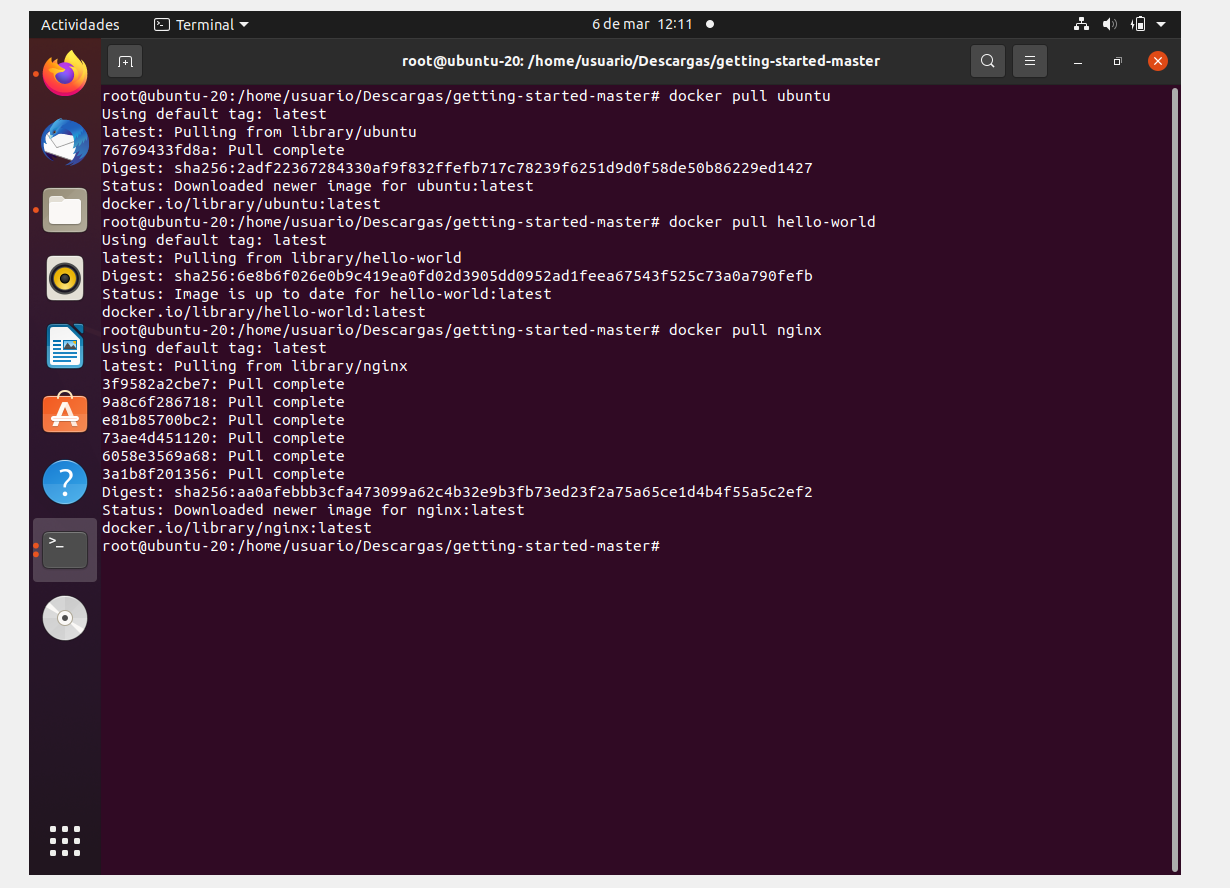 Actividades Terminal 6 de mar 12:11
root@ubuntu-20: /home/usuario/Descargas/getting-started-master
root@ubuntu-20:/home/usuario/Descargas/getting-started-master# docker pull ubuntu
Using default tag: latest
latest: Pulling from library/ubuntu
76769433fd8a: Pull complete
Digest: sha256:2adf22367284330af9f832ffefb717c78239f6251d9d0f58de50b86229ed1427
Status: Downloaded newer image for ubuntu:latest
docker.io/library/ubuntu:latest
root@ubuntu-20:/home/usuario/Descargas/getting-started-master# docker pull hello-world
Using default tag: latest
latest: Pulling from library/hello-world
Digest: sha256:6e8b6f026e0b9c419ea0fd02d3905dd0952ad1feea67543f525c73a0a790fefb
Status: Image is up to date for hello-world:latest
docker.io/library/hello-world:latest
root@ubuntu-20:/home/usuario/Descargas/getting-started-master# docker pull nginx
Using default tag: latest
latest: Pulling from library/nginx
3f9582a2cbe7: Pull complete
9a8c6f286718: Pull complete
e81b85700bc2: Pull complete
73ae4d451120: Pull complete
6058e3569a68: Pull complete
3a1b8f201356: Pull complete
Digest: sha256:aa0afebbb3cfa473099a62c4b32e9b3fb73ed23f2a75a65ce1d4b4f55a5c2ef2
Status: Downloaded newer image for nginx:latest
docker.io/library/nginx:latest
root@ubuntu-20:/home/usuario/Descargas/getting-started-master#